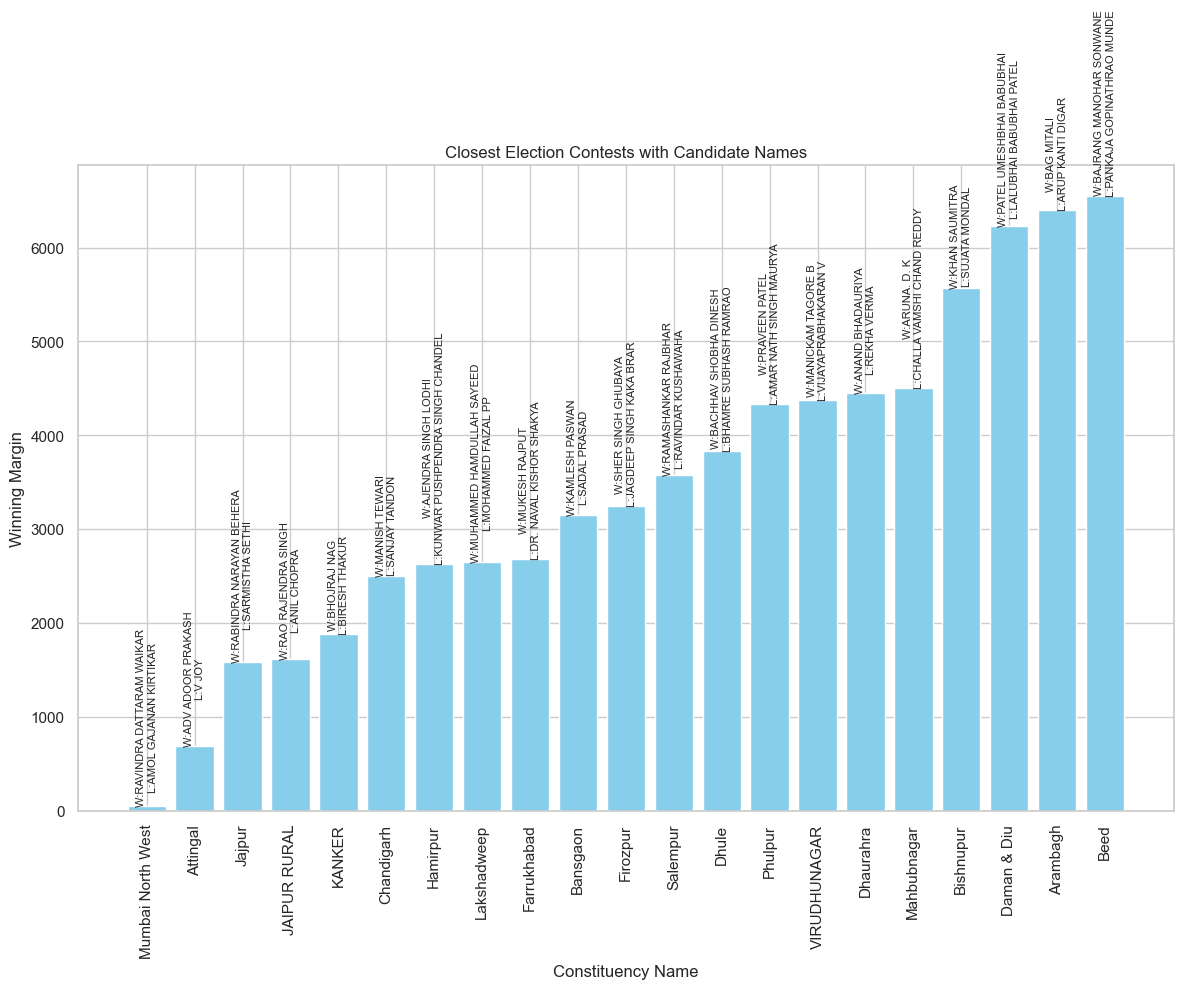 Closest Election Contests with Candidate Names
Winning Margin
6000
5000
4000
3000
2000
1000
0
W:RAVINDRA DATTARAM WAIKAR
L:AMOL GAJANAN KIRTIKAR
W:ADV ADOOR PRAKASH
L:V JOY
W:RABINDRA NARAYAN BEHERA
L:SARMISTHA SETHI
W:RAO RAJENDRA SINGH
L:ANIL CHOPRA
W:BHOJRAJ NAG
L:BIRESH THAKUR
W:MANISH TEWARI
L:SANJAY TANDON
W:AJENDRA SINGH LODHI
L:KUNWAR PUSHPENDRA SINGH CHANDEL
W:MUHAMMED HAMDULLAH SAYEED
L:MOHAMMED FAIZAL PP
W:MUKESH RAJPUT
L:DR. NAVAL KISHOR SHAKYA
W:KAMLESH PASWAN
L:SADAL PRASAD
W:SHER SINGH GHUBAYA
L:JAGDEEP SINGH KAKA BRAR
W:RAMASHANKAR RAJBHAR
L:RAVINDAR KUSHAWAHA
W:BACHHAV SHOBHA DINESH
L:BHAMRE SUBHASH RAMRAO
W:PRAVEEN PATEL
L:AMAR NATH SINGH MAURYA
W:MANICKAM TAGORE B
L:VIJAYAPRABHAKARAN V
W:ANAND BHADAURIYA
L:REKHA VERMA
W:ARUNA. D. K
L:CHALLA VAMSHI CHAND REDDY
W:KHAN SAUMITRA
L:SUJATA MONDAL
W:PATEL UMESHBHAI BABUBHAI
L:LALUBHAI BABUBHAI PATEL
W:BAG MITALI
L:ARUP KANTI DIGAR
W:BAJRANG MANOHAR SONWANE
L:PANKAJA GOPINATHRAO MUNDE
Mumbai North West
Attingal
Jajpur
JAIPUR RURAL
KANKER
Chandigarh
Hamirpur
Lakshadweep
Farrukhabad
Bansgaon
Firozpur
Salempur
Dhule
Phulpur
VIRUDHUNAGAR
Dhaurahra
Mahbubnagar
Bishnupur
Daman & Diu
Arambagh
Beed
Constituency Name